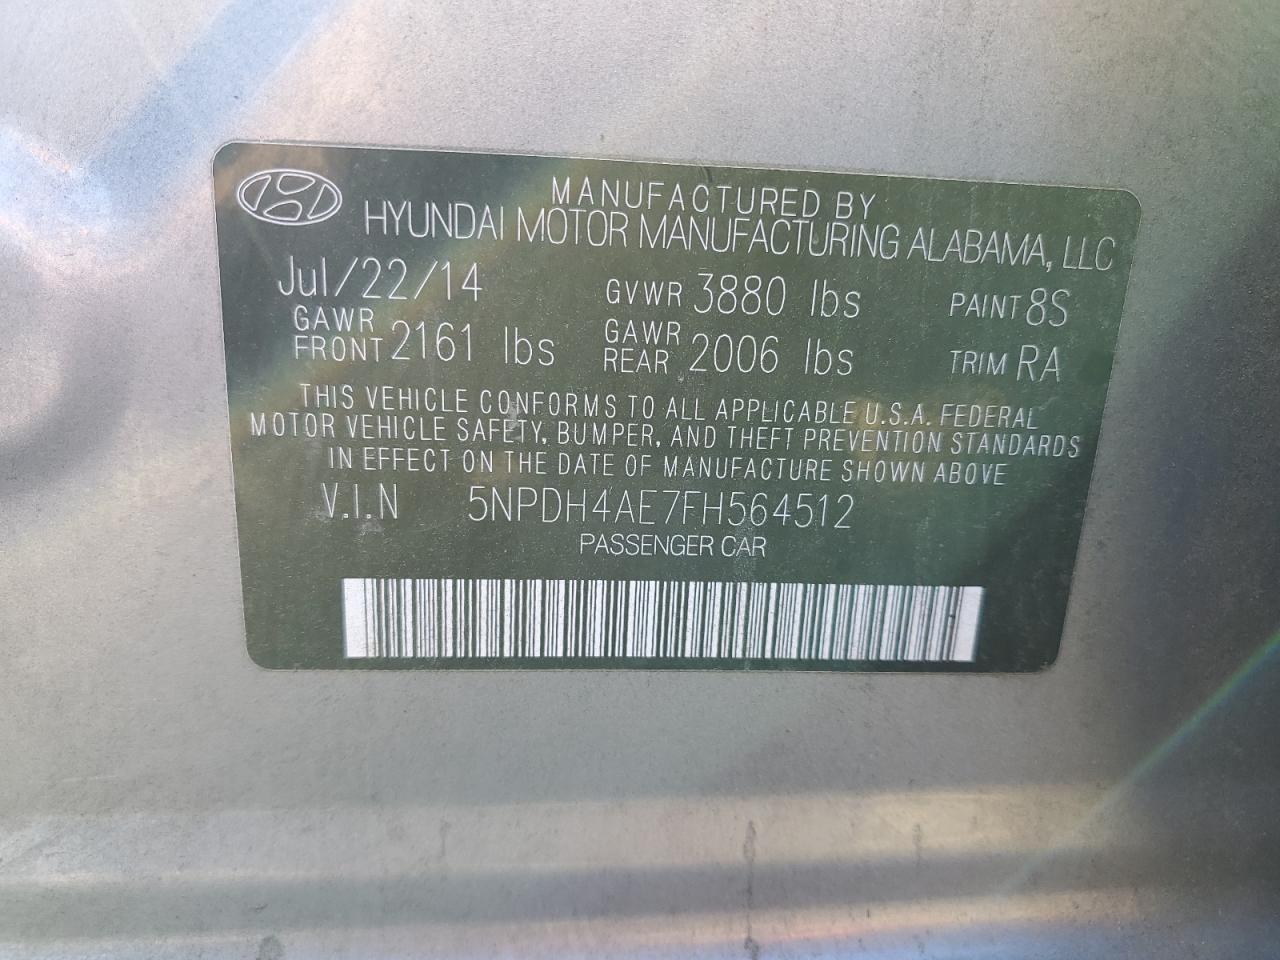 MANUFACTURED BY
HYUNDAI MOTOR MANUFACTURING ALABAMA, LLC
Jul/22/14 GVWR 3880 lbs PAINT 8S
GAWR FRONT 2161 lbs GAWR REAR 2006 lbs TRIM RA
THIS VEHICLE CONFORMS TO ALL APPLICABLE U.S.A. FEDERAL
MOTOR VEHICLE SAFETY, BUMPER, AND THEFT PREVENTION STANDARDS
IN EFFECT ON THE DATE OF MANUFACTURE SHOWN ABOVE
V.I.N 5NPDH4AE7FH564512
PASSENGER CAR